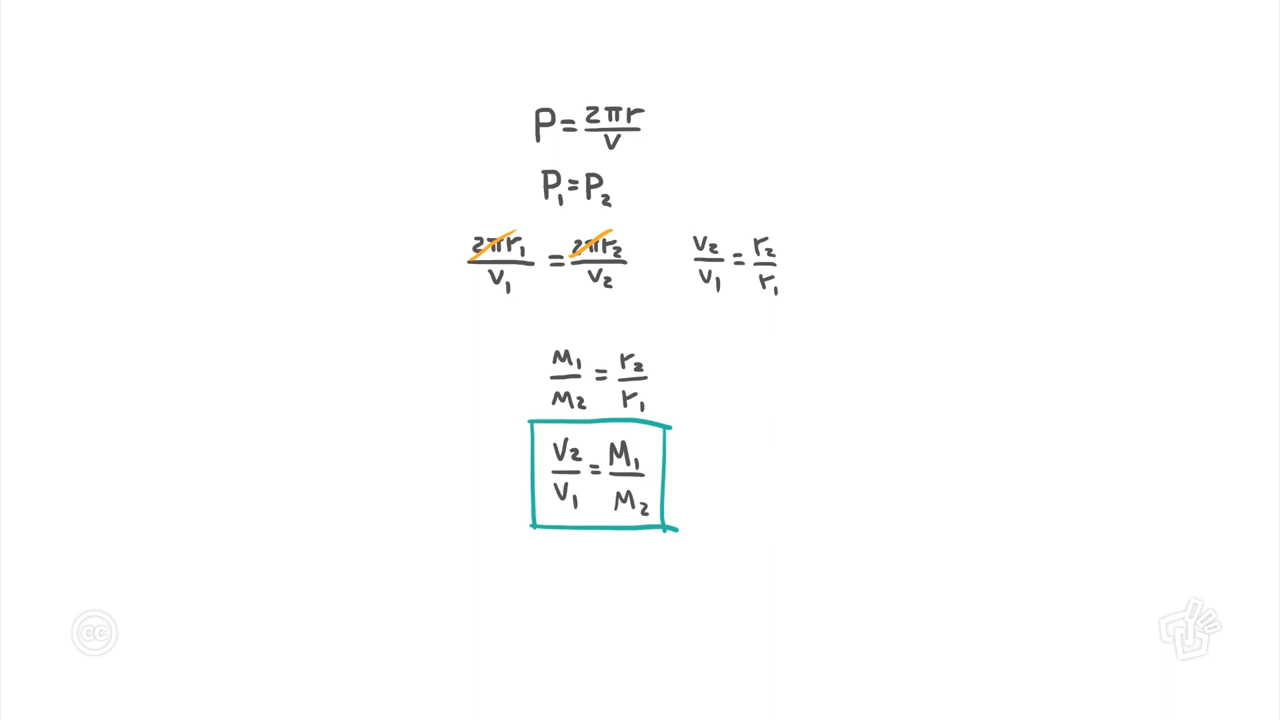 P = 2πr/V
P₁ = P₂
2πr₁/V₁ = 2πr₂/V₂  V₂/V₁ = r₂/r₁
M₁/M₂ = r₂/r₁
V₂/V₁ = M₁/M₂
cc